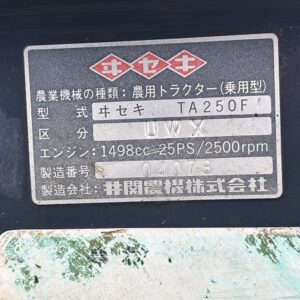 ヰセキ
農業機械の種類：農用トラクター(乗用型)
型式 ヰセキ TA250F
区分 UWX
エンジン：1498cc 25PS/2500rpm
製造番号 04075
製造会社：井関農機株式会社